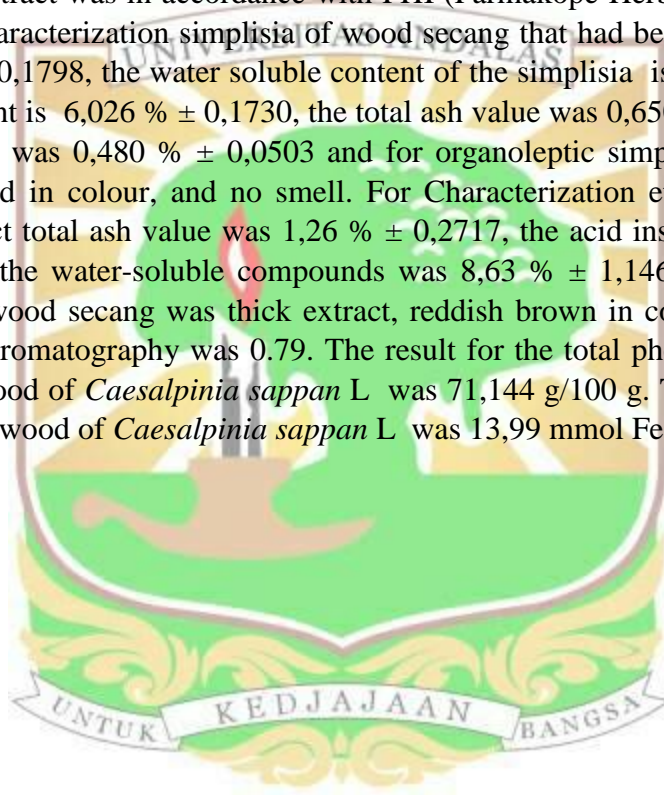 extract was in accordance with FHI (Farmakope Her
aracterization simplisia of wood secang that had be
0,1798, the water soluble content of the simplisia is
nt is 6,026 % ± 0,1730, the total ash value was 0,65
was 0,480 % ± 0,0503 and for organoleptic simp
d in colour, and no smell. For Characterization e
ct total ash value was 1,26 % ± 0,2717, the acid ins
the water-soluble compounds was 8,63 % ± 1,146
wood secang was thick extract, reddish brown in co
romatography was 0.79. The result for the total ph
ood of Caesalpinia sappan L was 71,144 g/100 g. T
wood of Caesalpinia sappan L was 13,99 mmol Fe
UNIVERSITAS ANDALAS
UNTUK KEDJAJAAN BANGSA